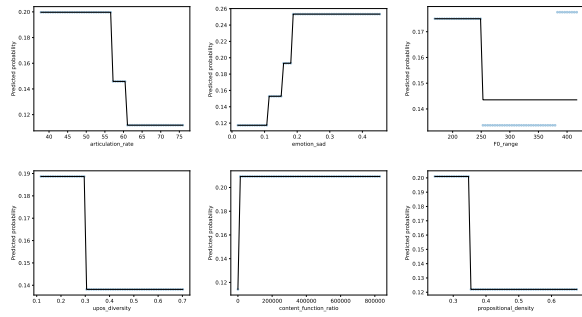 0.20
0.18
0.16
0.14
0.12
Predicted probability
40 45 50 55 60 65 70 75
articulation_rate
0.26
0.24
0.22
0.20
0.18
0.16
0.14
0.12
Predicted probability
0.0 0.1 0.2 0.3 0.4
emotion_sad
0.17
0.16
0.15
0.14
Predicted probability
200 250 300 350 400
F0_range
0.19
0.18
0.17
0.16
0.15
0.14
Predicted probability
0.1 0.2 0.3 0.4 0.5 0.6 0.7
upos_diversity
0.20
0.18
0.16
0.14
0.12
Predicted probability
0 200000 400000 600000 800000
content_function_ratio
0.20
0.19
0.18
0.17
0.16
0.15
0.14
0.13
0.12
Predicted probability
0.3 0.4 0.5 0.6
propositional_density